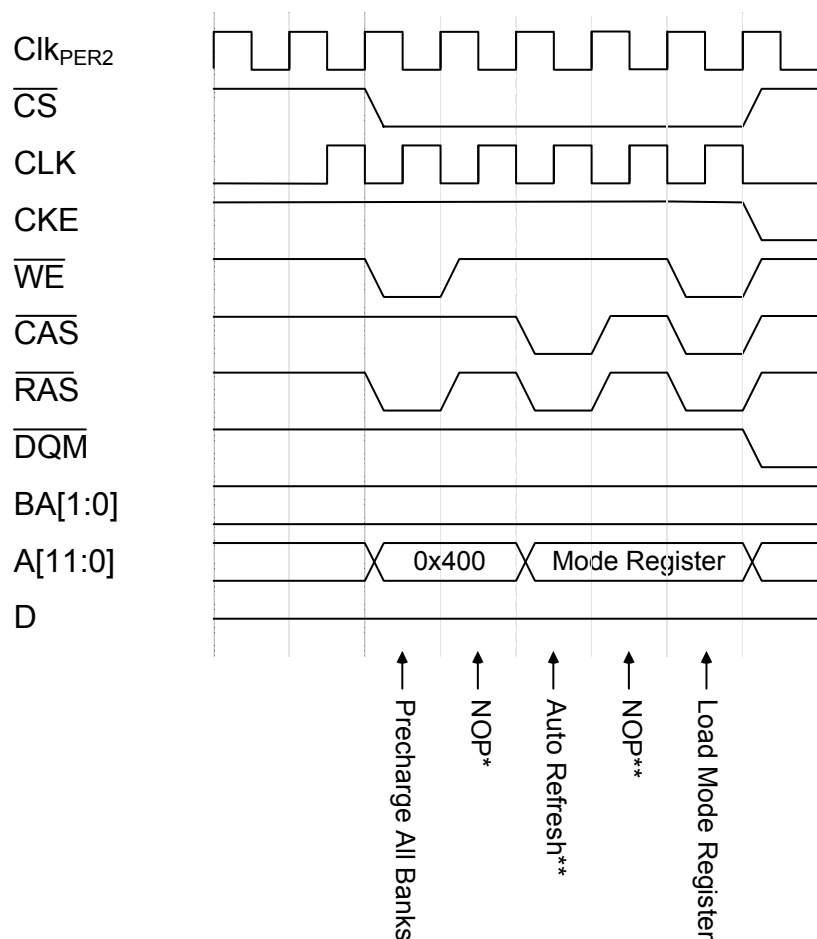 ClkPER2
CS
CLK
CKE
WE
CAS
RAS
DQM
BA[1:0]
A[11:0]
0x400
Mode Register
D
Precharge All Banks
NOP*
Auto Refresh**
NOP**
Load Mode Register